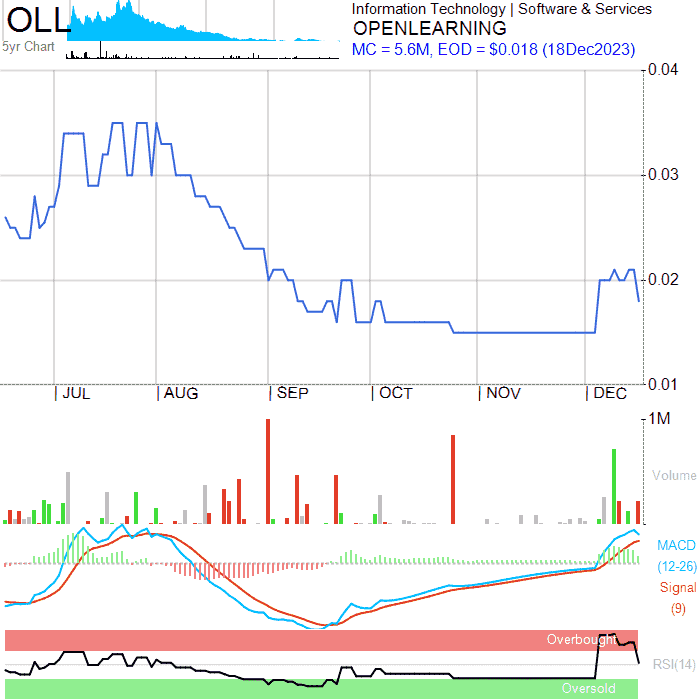 OLL
5yr Chart
Information Technology | Software & Services
OPENLEARNING
MC = 5.6M, EOD = $0.018 (18Dec2023)
0.04
0.03
0.02
0.01
JUL
AUG
SEP
OCT
NOV
DEC
1M
Volume
MACD
(12-26)
Signal
(9)
Overbought
RSI(14)
Oversold